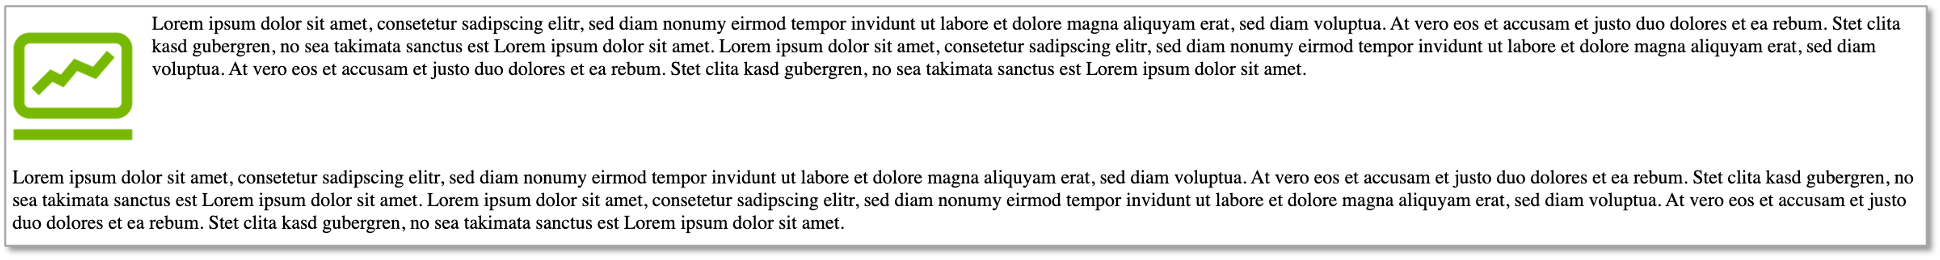 Lorem ipsum dolor sit amet, consetetur sadipscing elitr, sed diam nonumy eirmod tempor invidunt ut labore et dolore magna aliquyam erat, sed diam voluptua. At vero eos et accusam et justo duo dolores et ea rebum. Stet clita
kasd gubergren, no sea takimata sanctus est Lorem ipsum dolor sit amet. Lorem ipsum dolor sit amet, consetetur sadipscing elitr, sed diam nonumy eirmod tempor invidunt ut labore et dolore magna aliquyam erat, sed diam
voluptua. At vero eos et accusam et justo duo dolores et ea rebum. Stet clita kasd gubergren, no sea takimata sanctus est Lorem ipsum dolor sit amet.
Lorem ipsum dolor sit amet, consetetur sadipscing elitr, sed diam nonumy eirmod tempor invidunt ut labore et dolore magna aliquyam erat, sed diam voluptua. At vero eos et accusam et justo duo dolores et ea rebum. Stet clita kasd gubergren, no
sea takimata sanctus est Lorem ipsum dolor sit amet. Lorem ipsum dolor sit amet, consetetur sadipscing elitr, sed diam nonumy eirmod tempor invidunt ut labore et dolore magna aliquyam erat, sed diam voluptua. At vero eos et accusam et justo
duo dolores et ea rebum. Stet clita kasd gubergren, no sea takimata sanctus est Lorem ipsum dolor sit amet.